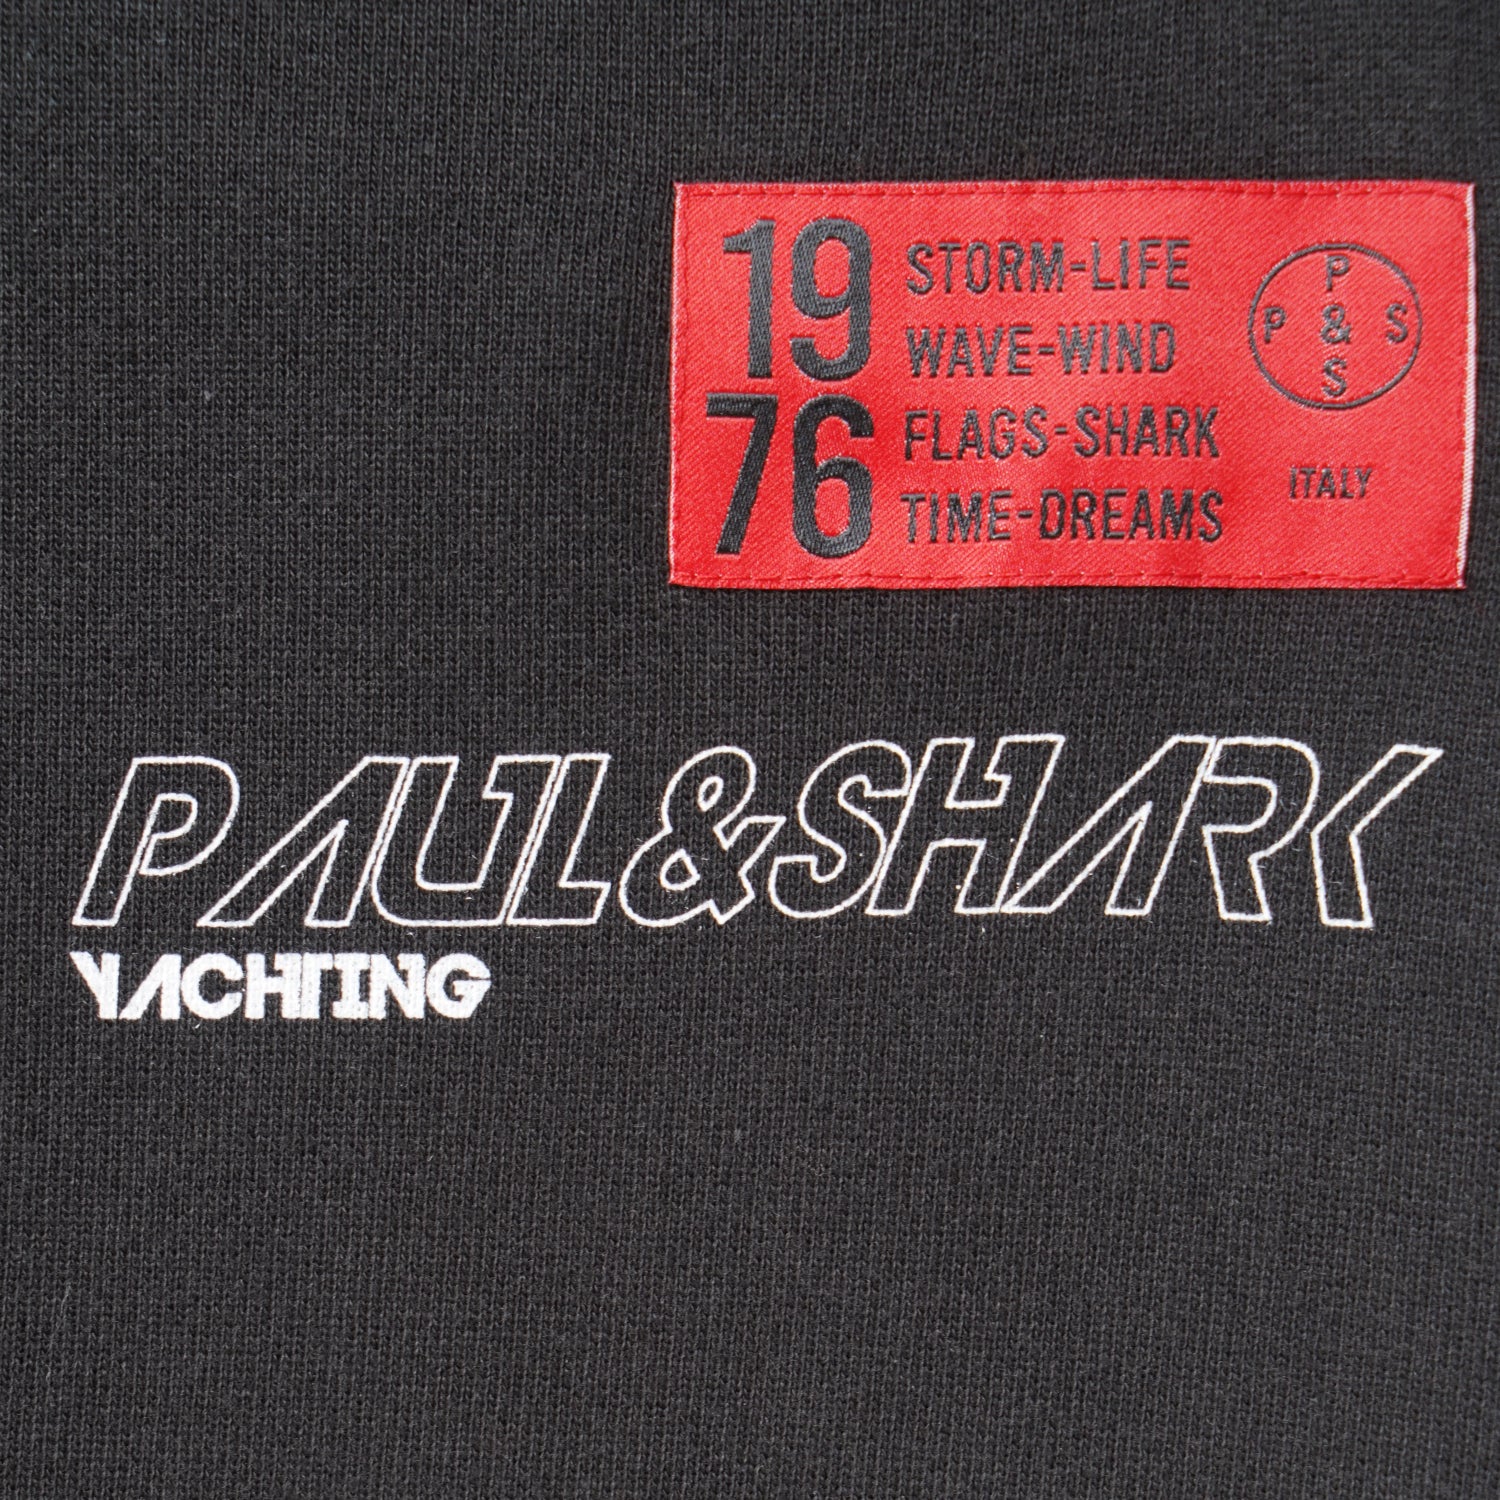 19
76
STORM-LIFE
WAVE-WIND
FLAGS-SHARK
TIME-DREAMS
P
P & S
S
ITALY
PAUL&SHARK
YACHTING